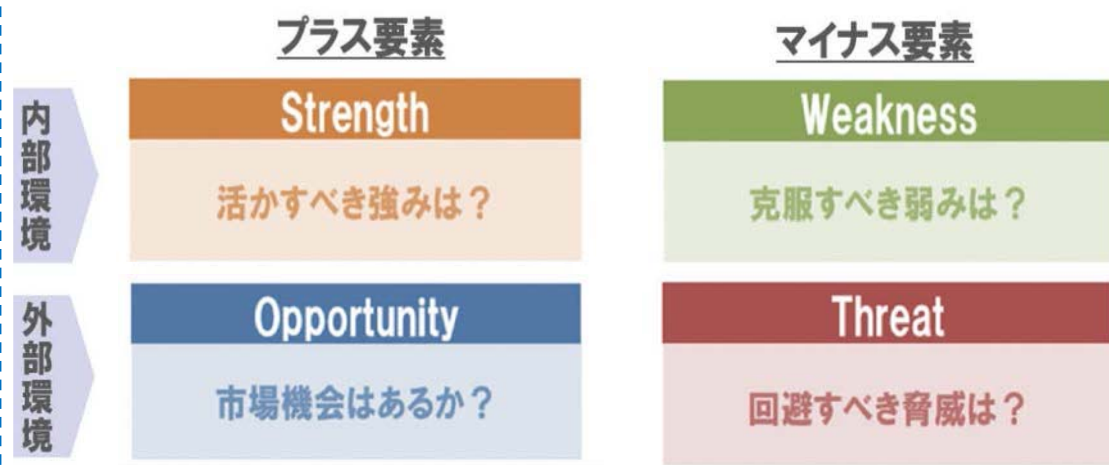 プラス要素
マイナス要素
内部環境
Strength
活かすべき強みは？
Weakness
克服すべき弱みは？
外部環境
Opportunity
市場機会はあるか？
Threat
回避すべき脅威は？